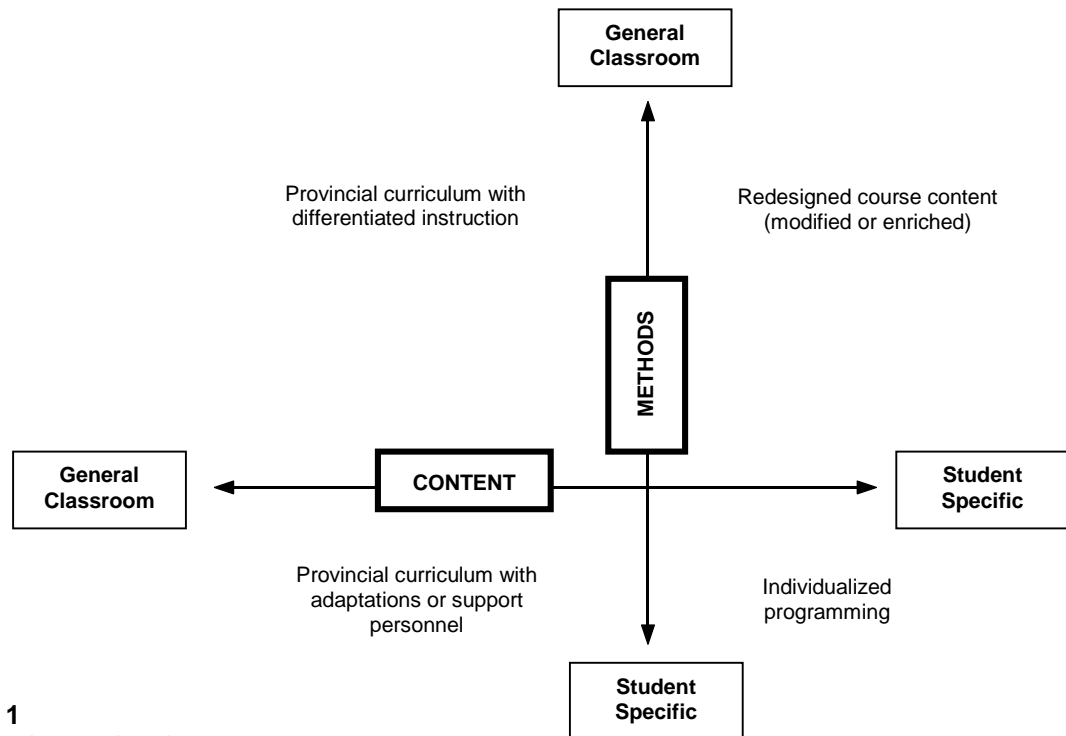 General
Classroom
Provincial curriculum with
differentiated instruction
Redesigned course content
(modified or enriched)
METHODS
General
Classroom
CONTENT
Student
Specific
Provincial curriculum with
adaptations or support
personnel
Individualized
programming
Student
Specific
1